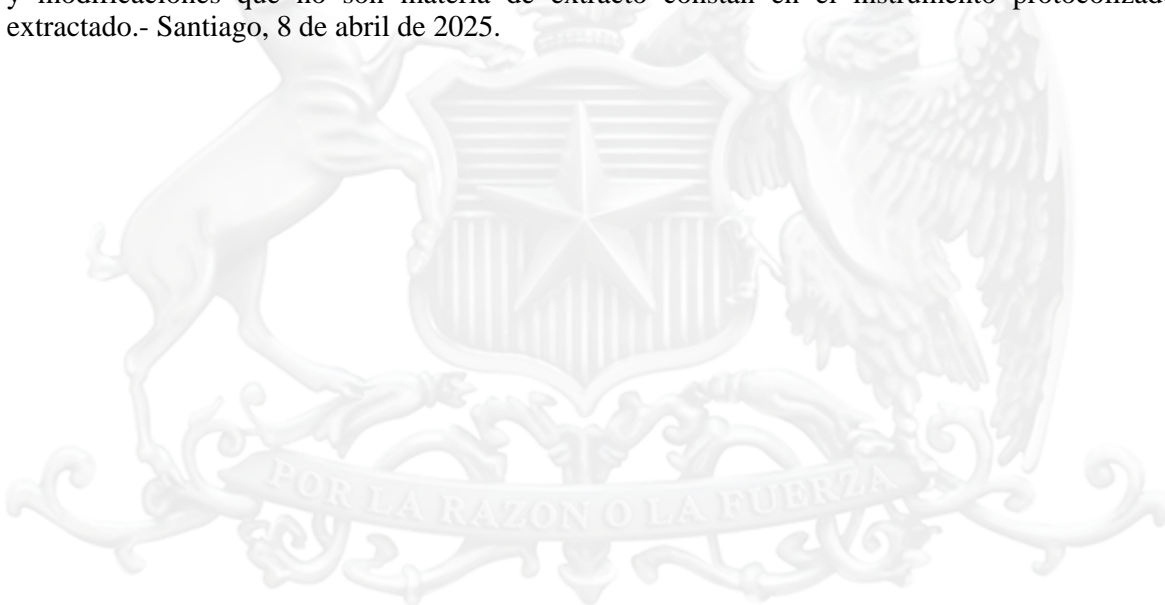 y modificaciones que no son materia de extracto constan en el instrumento protocolizado
extractado.- Santiago, 8 de abril de 2025.
POR LA RAZON O LA FUERZA